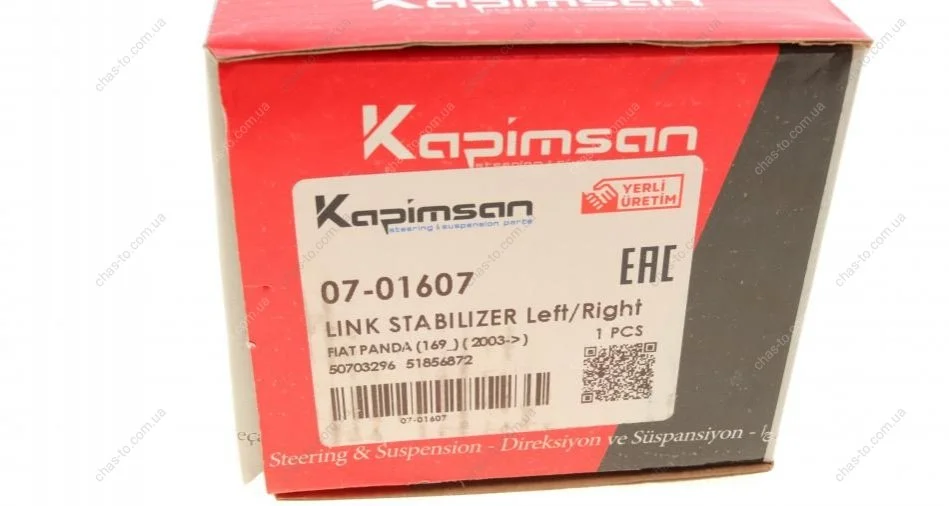 Kapimsan
Kapimsan
steering & suspension parts
YERLİ
ÜRETİM
EAC
07-01607
LINK STABILIZER Left/Right
FIAT PANDA (169_) ( 2003-> )
1 PCS
50703296 51856872
07-01607
Steering & Suspension - Direksiyon ve Süspansiyon -
chas-to.com.ua